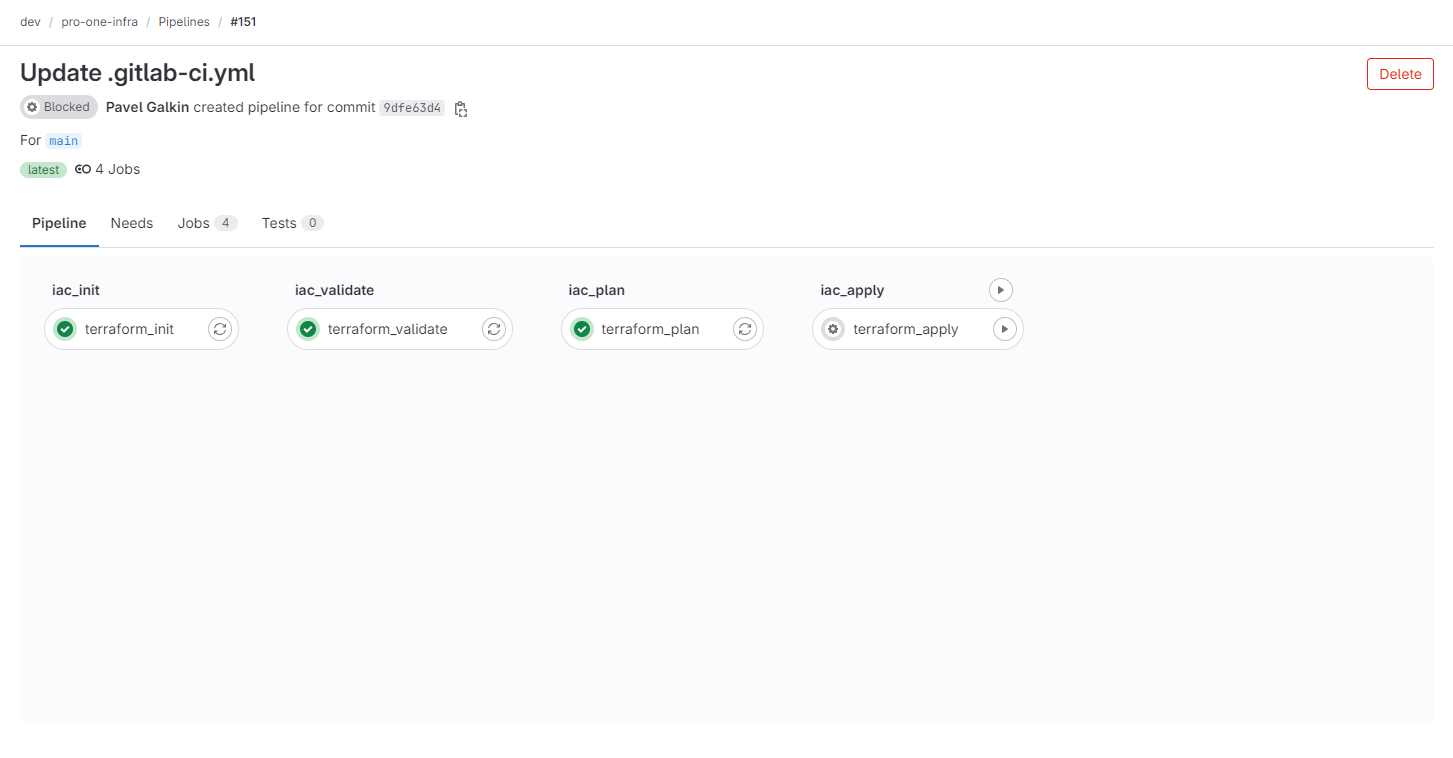 dev / pro-one-infra / Pipelines / #151
Update .gitlab-ci.yml
Delete
Blocked Pavel Galkin created pipeline for commit 9dfe63d4
For main
latest 4 Jobs
Pipeline Needs Jobs 4 Tests 0
iac_init iac_validate iac_plan iac_apply
terraform_init terraform_validate terraform_plan terraform_apply